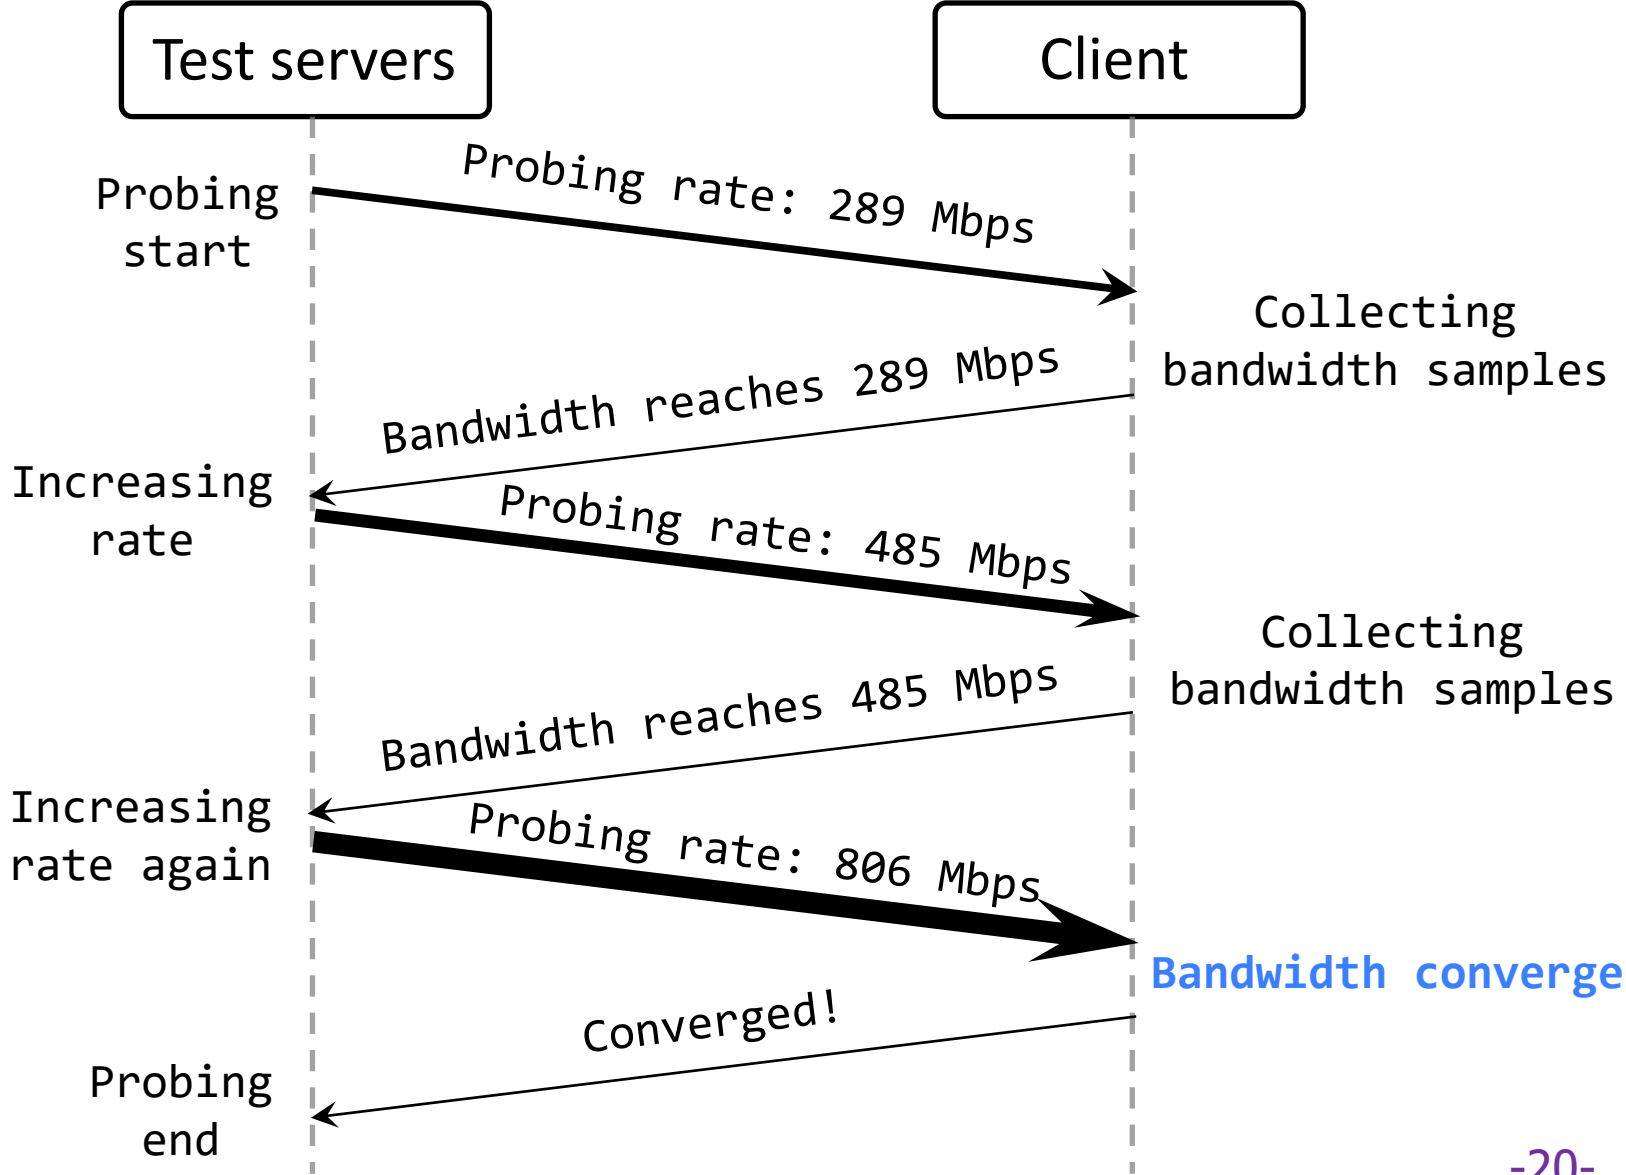 Test servers
Client
Probing rate: 289 Mbps
Probing
start
Collecting
bandwidth samples
Bandwidth reaches 289 Mbps
Increasing
rate
Probing rate: 485 Mbps
Collecting
bandwidth samples
Bandwidth reaches 485 Mbps
Increasing
rate again
Probing rate: 806 Mbps
Bandwidth converge
Converged!
Probing
end
-20-